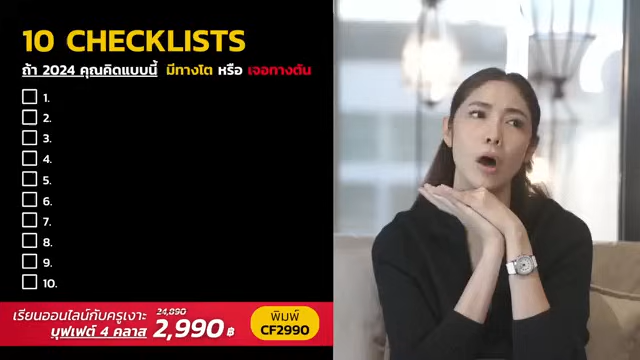 10 CHECKLISTS
ถ้า 2024 คุณคิดแบบนี้ มีทางโต หรือ เจอทางตัน
1.
2.
3.
4.
5.
6.
7.
8.
9.
10.
เรียนออนไลน์กับครูเงาะ 24,890
บุฟเฟต์ 4 คลาส 2,990 ฿
พิมพ์
CF2990